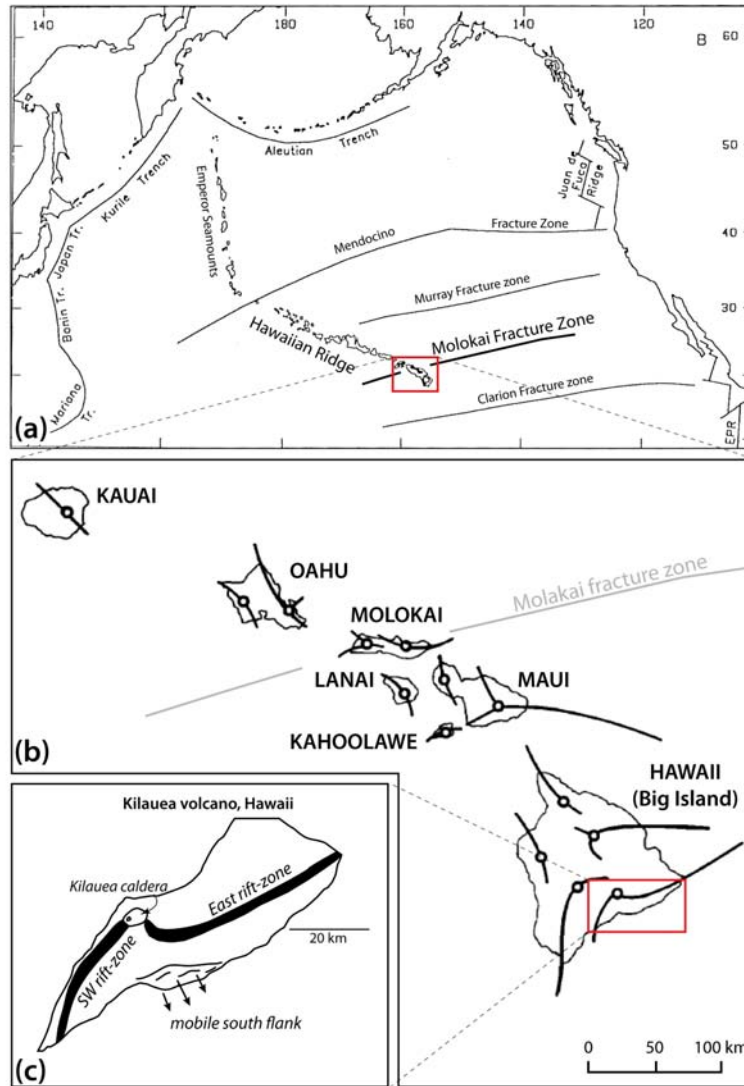 140
160
180
160
140
120
B
60
50
40
30
20
Aleutian Trench
Kurile Trench
Japan Tr.
Bonin Tr.
Mariana Tr.
Emperor Seamounts
Juan de Fuca Ridge
Mendocino Fracture Zone
Murray Fracture zone
Hawaiian Ridge
Molokai Fracture Zone
Clarion Fracture zone
EPR
(a)
KAUAI
OAHU
MOLOKAI
Molakai fracture zone
LANAI
MAUI
KAHOOLAWE
(b)
HAWAII
(Big Island)
Kilauea volcano, Hawaii
Kilauea caldera
East rift-zone
SW rift-zone
20 km
mobile south flank
(c)
0 50 100 km